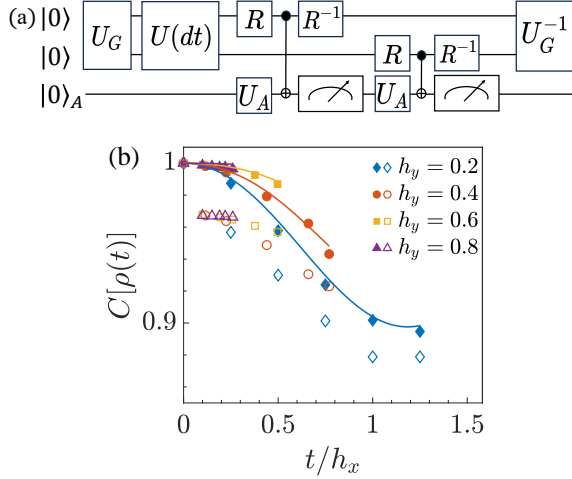 (a) |0⟩ U_G U(dt) R R^{-1} U_G^{-1}
|0⟩ R R^{-1}
|0⟩_A U_A U_A
(b)
h_y = 0.2
h_y = 0.4
h_y = 0.6
h_y = 0.8
1
0.9
C[ρ(t)]
0 0.5 1 1.5
t/h_x